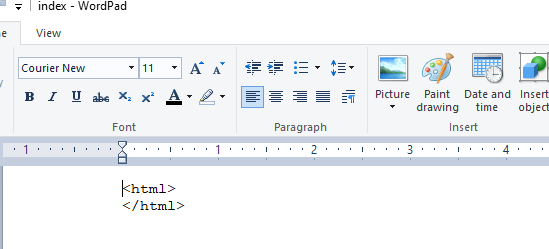 index - WordPad
View
Courier New 11 A A
B I U abc X₂ X² A
Font
Paragraph
Picture
Paint drawing
Date and time
Insert
Insert
1 1 2 3 4
<html>
</html>